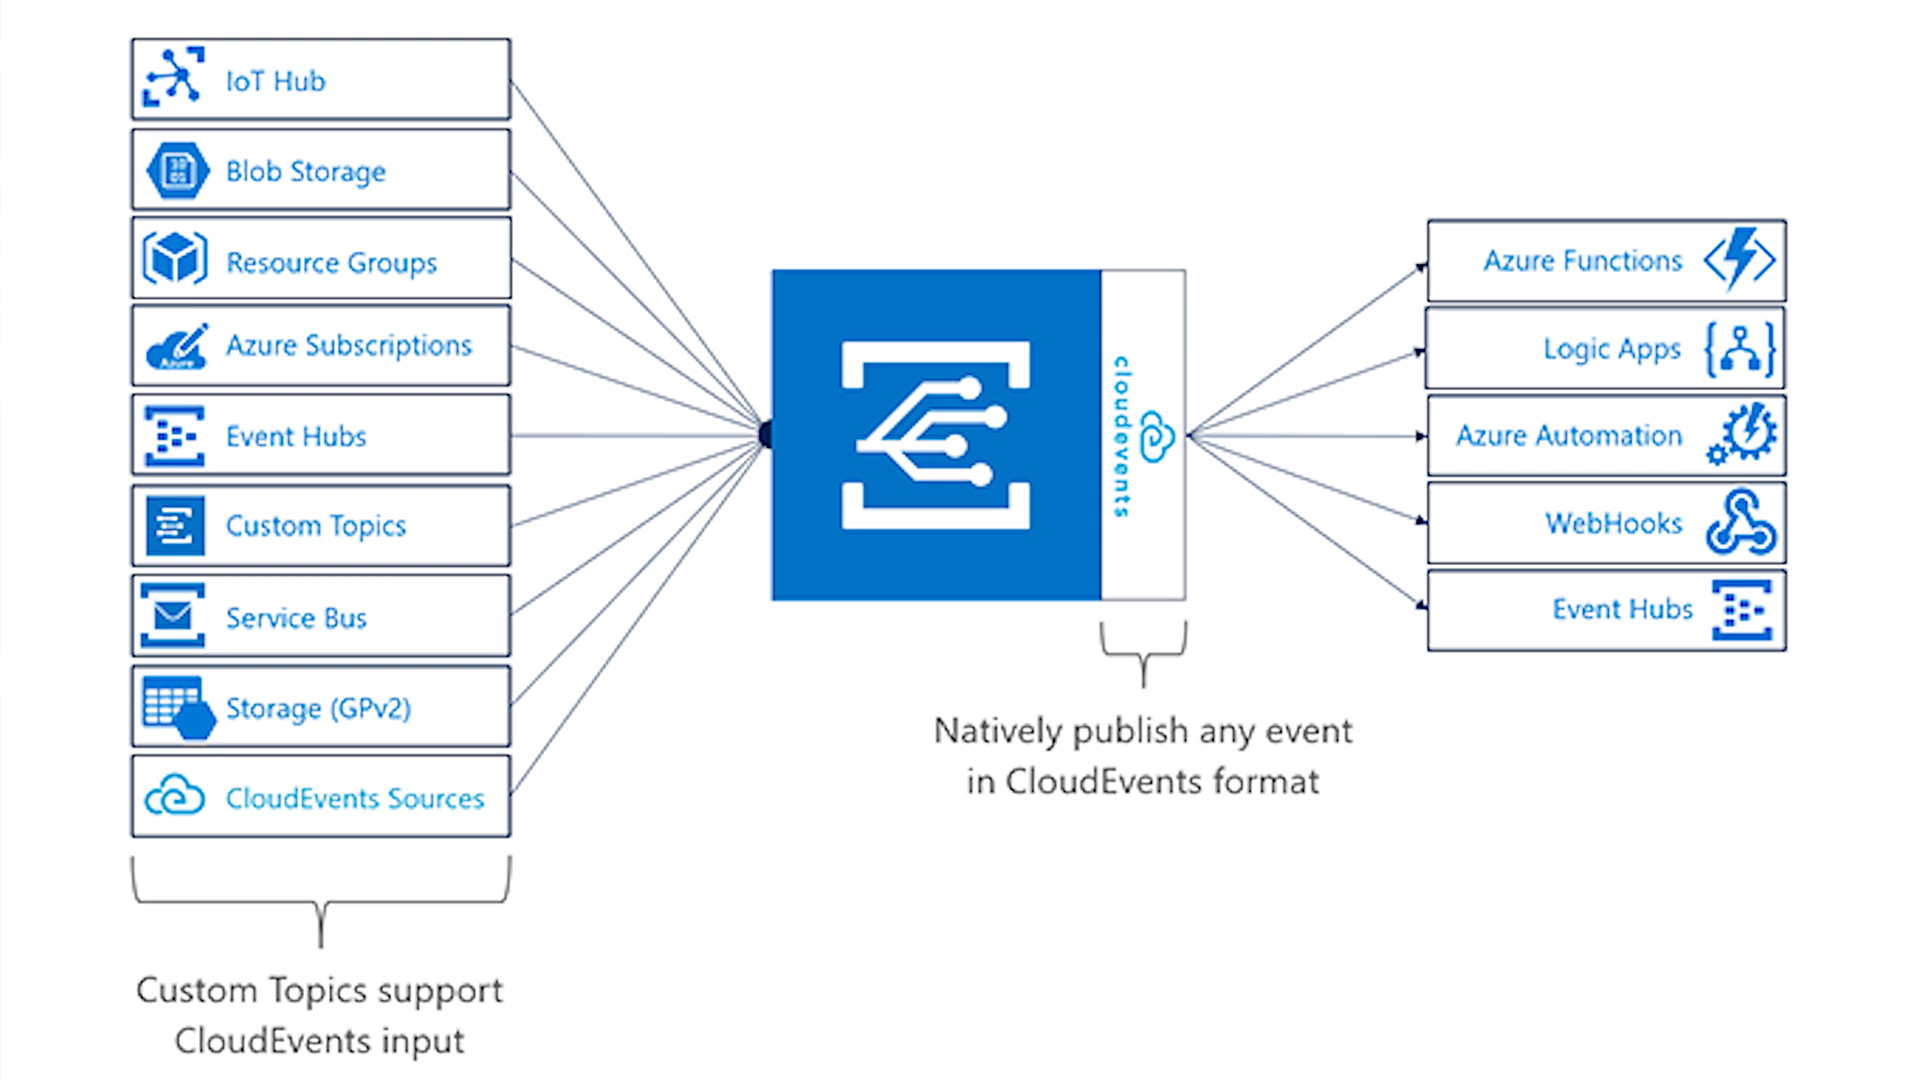 IoT Hub
Blob Storage
Resource Groups
Azure Subscriptions
Azure
Event Hubs
Custom Topics
Service Bus
Storage (GPv2)
CloudEvents Sources
Custom Topics support
CloudEvents input
cloudevents
Natively publish any event
in CloudEvents format
Azure Functions
Logic Apps
Azure Automation
WebHooks
Event Hubs